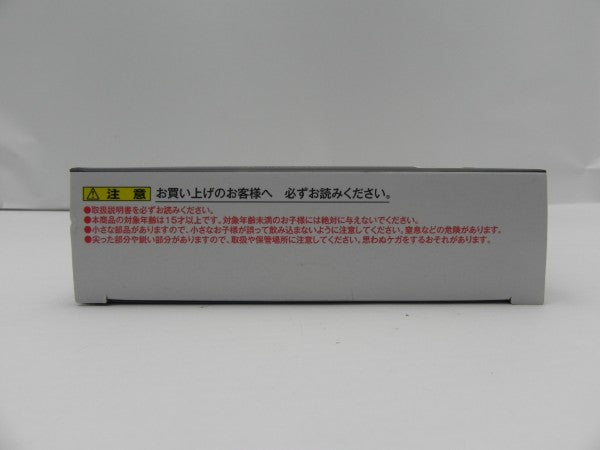 ⚠注意 お買い上げのお客様へ 必ずお読みください。
●取扱説明書を必ずお読みください。
●本商品の対象年齢は15才以上です。対象年齢未満のお子様には絶対に与えないでください。
●小さな部品がありますので、小さなお子様が誤って飲み込まないように注意してください。窒息などの危険があります。
●尖った部分や鋭い部分がありますので、取扱や保管場所に注意してください。思わぬケガをするおそれがあります。